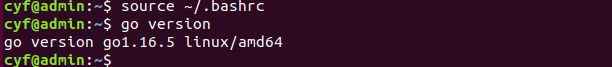 cyf@admin:~$ source ~/.bashrc
cyf@admin:~$ go version
go version go1.16.5 linux/amd64
cyf@admin:~$